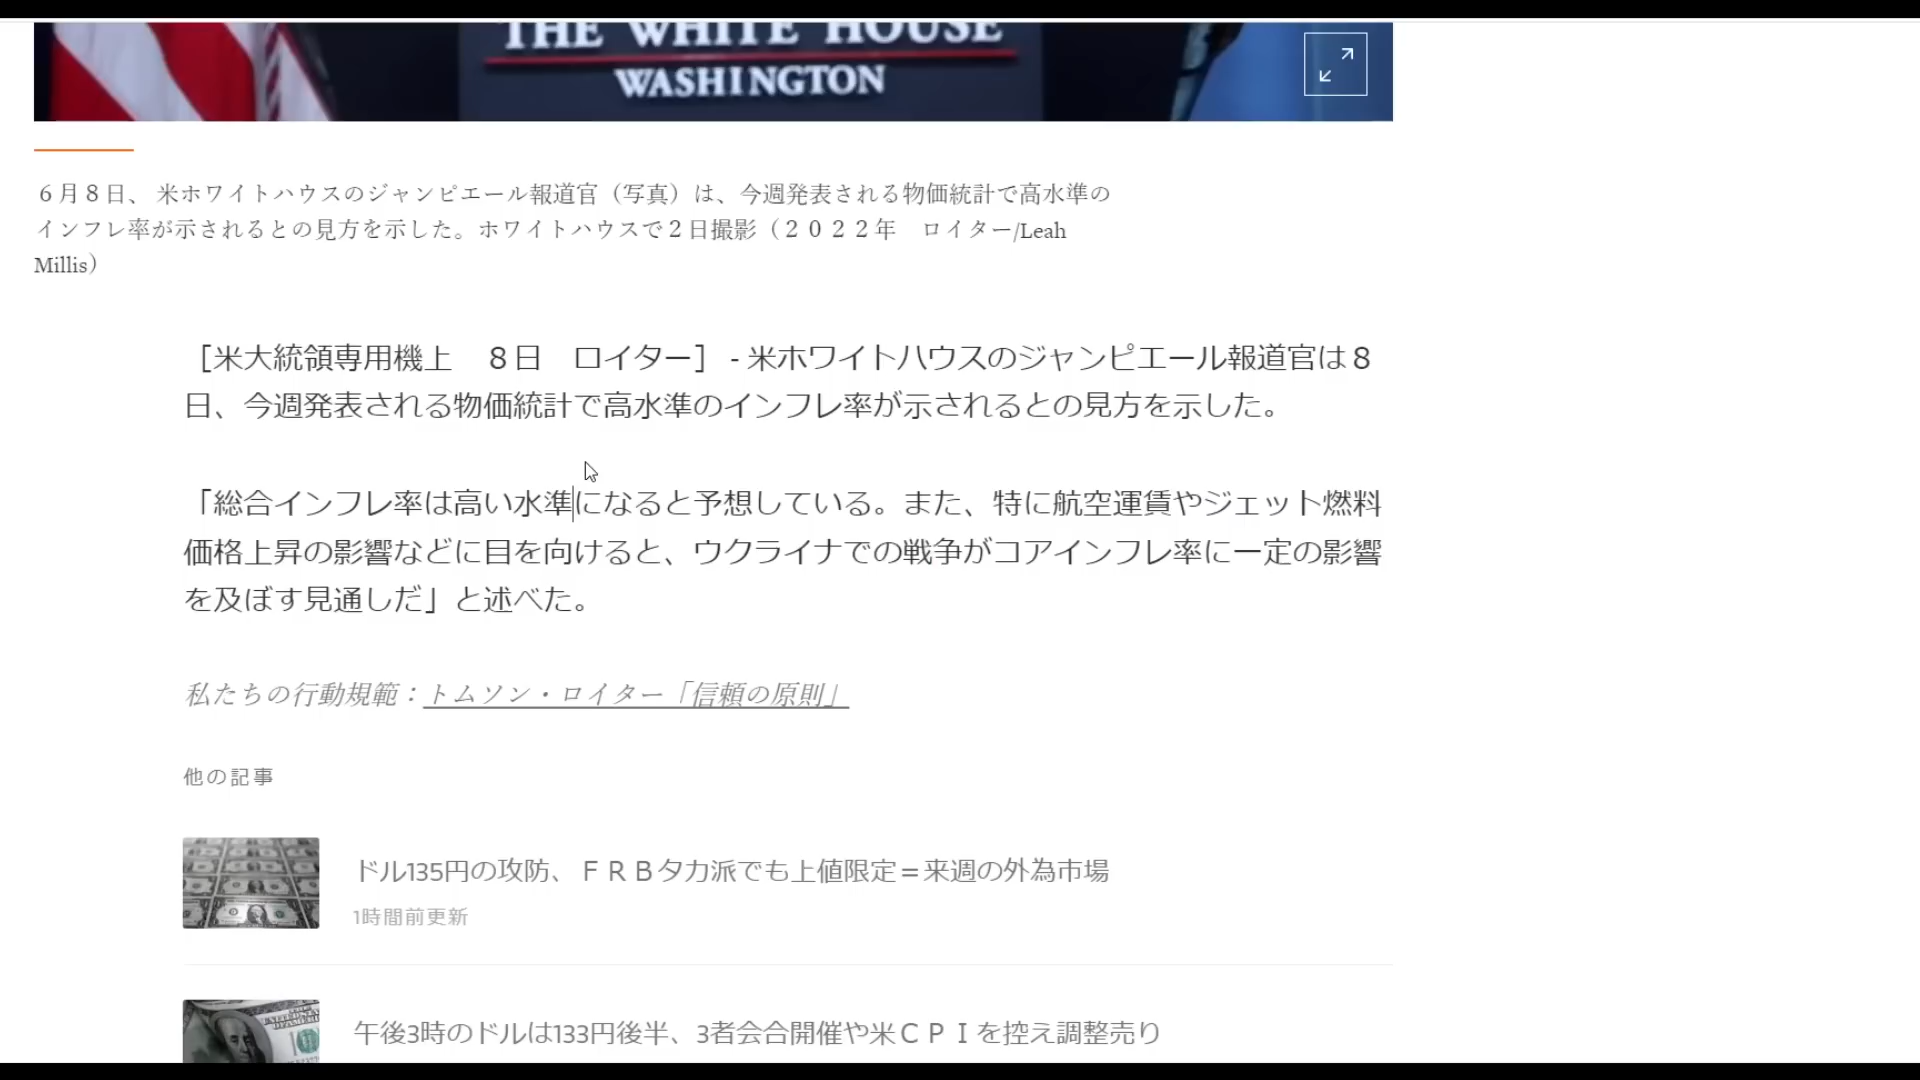 THE WHITE HOUSE
WASHINGTON
６月８日、 米ホワイトハウスのジャンピエール報道官（写真）は、今週発表される物価統計で高水準の
インフレ率が示されるとの見方を示した。ホワイトハウスで２日撮影（２０２２年　ロイター/Leah
Millis）
［米大統領専用機上　８日　ロイター］ - 米ホワイトハウスのジャンピエール報道官は８
日、今週発表される物価統計で高水準のインフレ率が示されるとの見方を示した。
「総合インフレ率は高い水準になると予想している。また、特に航空運賃やジェット燃料
価格上昇の影響などに目を向けると、ウクライナでの戦争がコアインフレ率に一定の影響
を及ぼす見通しだ」と述べた。
私たちの行動規範：トムソン・ロイター「信頼の原則」
他の記事
ドル135円の攻防、ＦＲＢタカ派でも上値限定＝来週の外為市場
1時間前更新
午後3時のドルは133円後半、3者会合開催や米ＣＰＩを控え調整売り